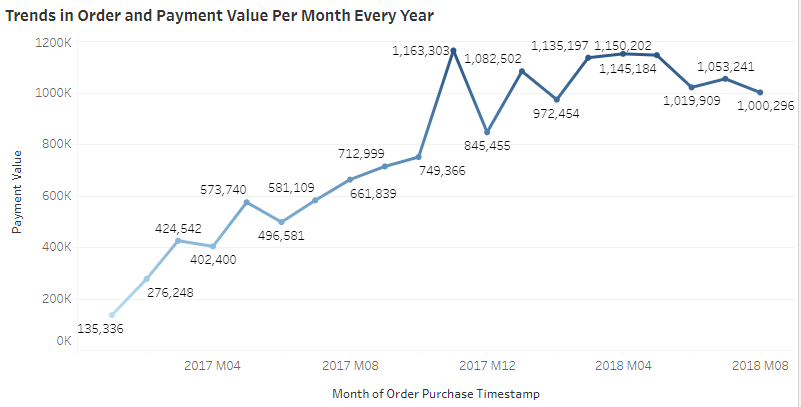 Trends in Order and Payment Value Per Month Every Year
1200K
1000K
800K
600K
400K
200K
0K
Payment Value
135,336
276,248
424,542
402,400
573,740
496,581
581,109
661,839
712,999
749,366
1,163,303
845,455
1,082,502
972,454
1,135,197
1,150,202
1,145,184
1,019,909
1,053,241
1,000,296
2017 M04
2017 M08
2017 M12
2018 M04
2018 M08
Month of Order Purchase Timestamp